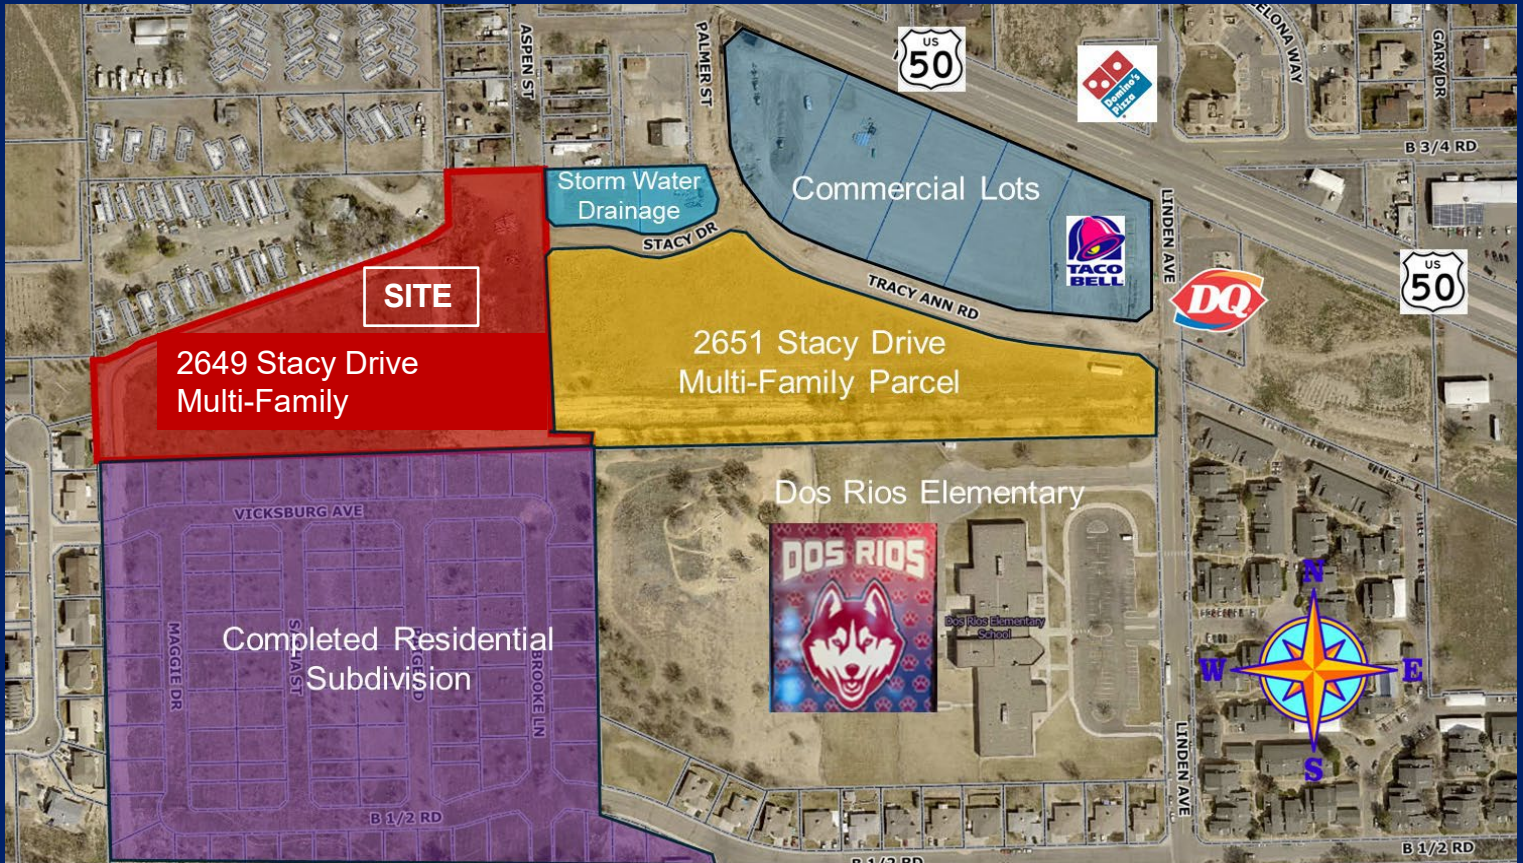 ASPEN ST
PALMER ST
US
50
Domino's
Pizza
GARY DR
B 3/4 RD
Storm Water
Drainage
Commercial Lots
STACY DR
TRACY ANN RD
TACO
BELL
LINDEN AVE
DQ
US
50
SITE
2649 Stacy Drive
Multi-Family
2651 Stacy Drive
Multi-Family Parcel
Dos Rios Elementary
DOS RIOS
Dos Rios Elementary
School
VICKSBURG AVE
MAGGIE DR
Completed Residential
Subdivision
BROOKE LN
B 1/2 RD
N
W
E
S
LINDEN AVE
B 1/2 RD
B 1/2 RD